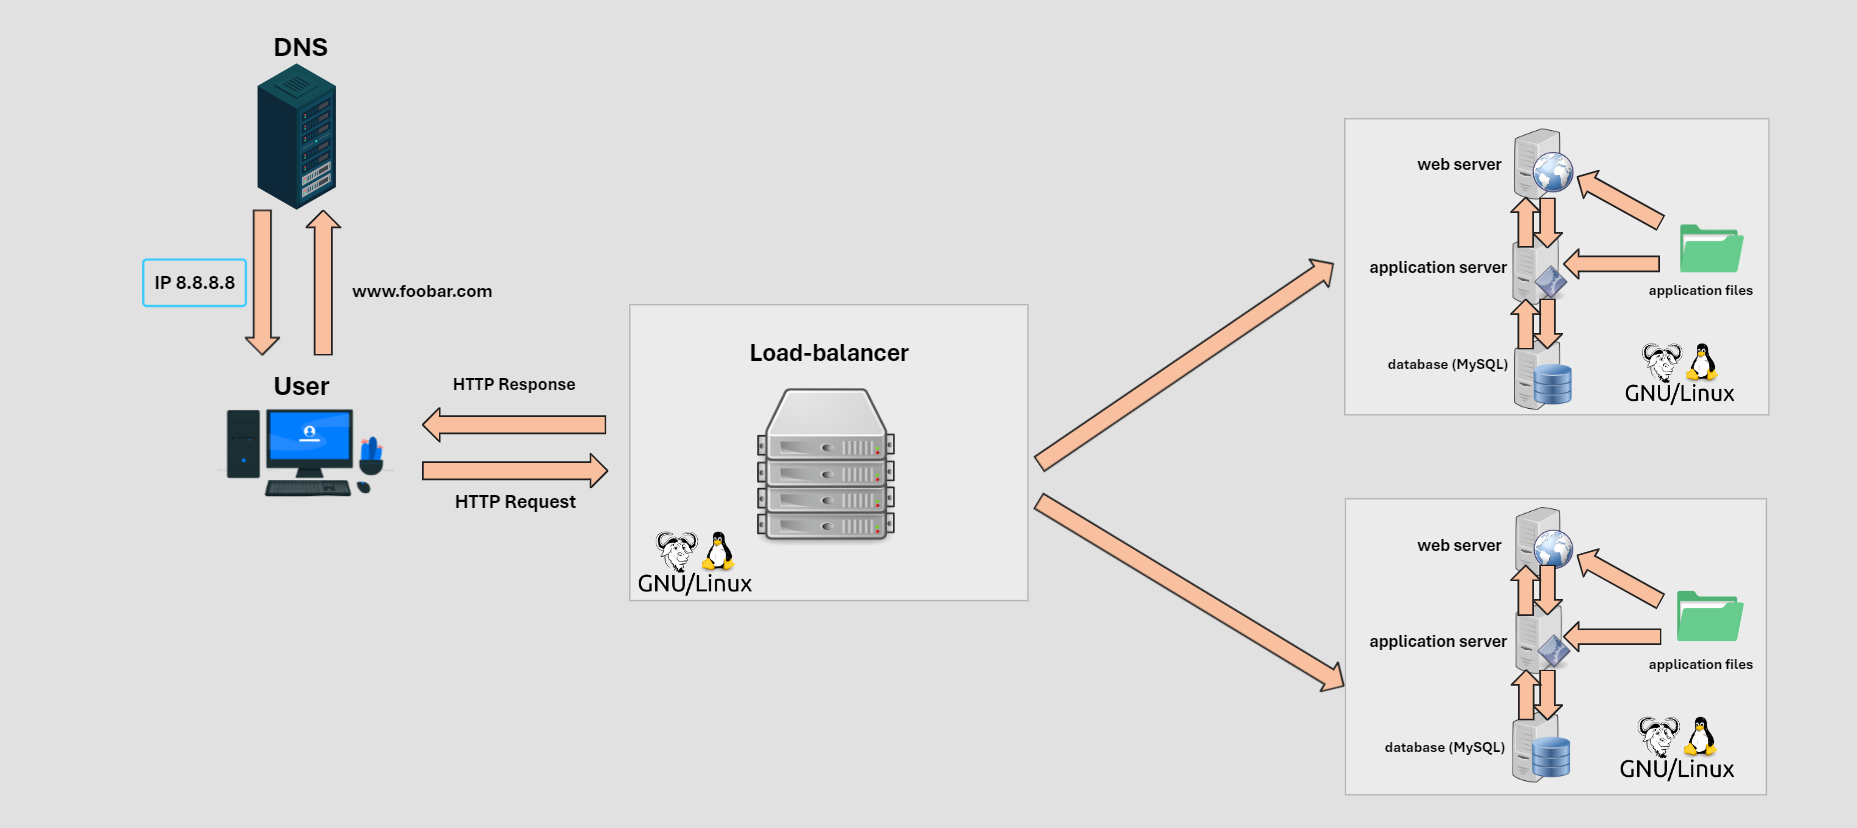 DNS
IP 8.8.8.8
www.foobar.com
User
HTTP Response
HTTP Request
Load-balancer
GNU/Linux
web server
application server
application files
database (MySQL)
GNU/Linux
web server
application server
application files
database (MySQL)
GNU/Linux